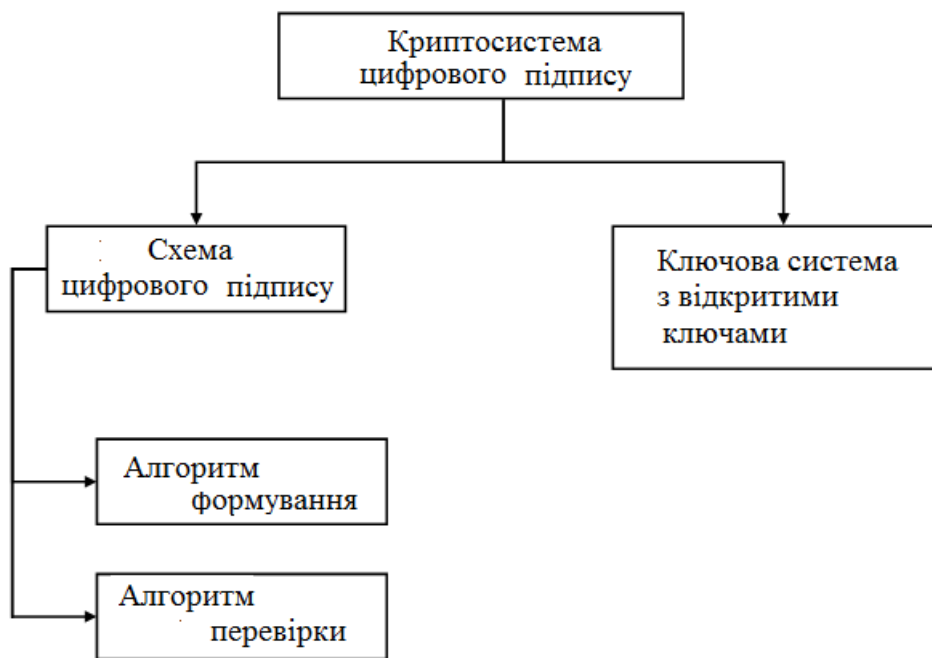 Криптосистема
цифрового підпису
Схема
цифрового підпису
Ключова система
з відкритими
ключами
Алгоритм
формування
Алгоритм
перевірки